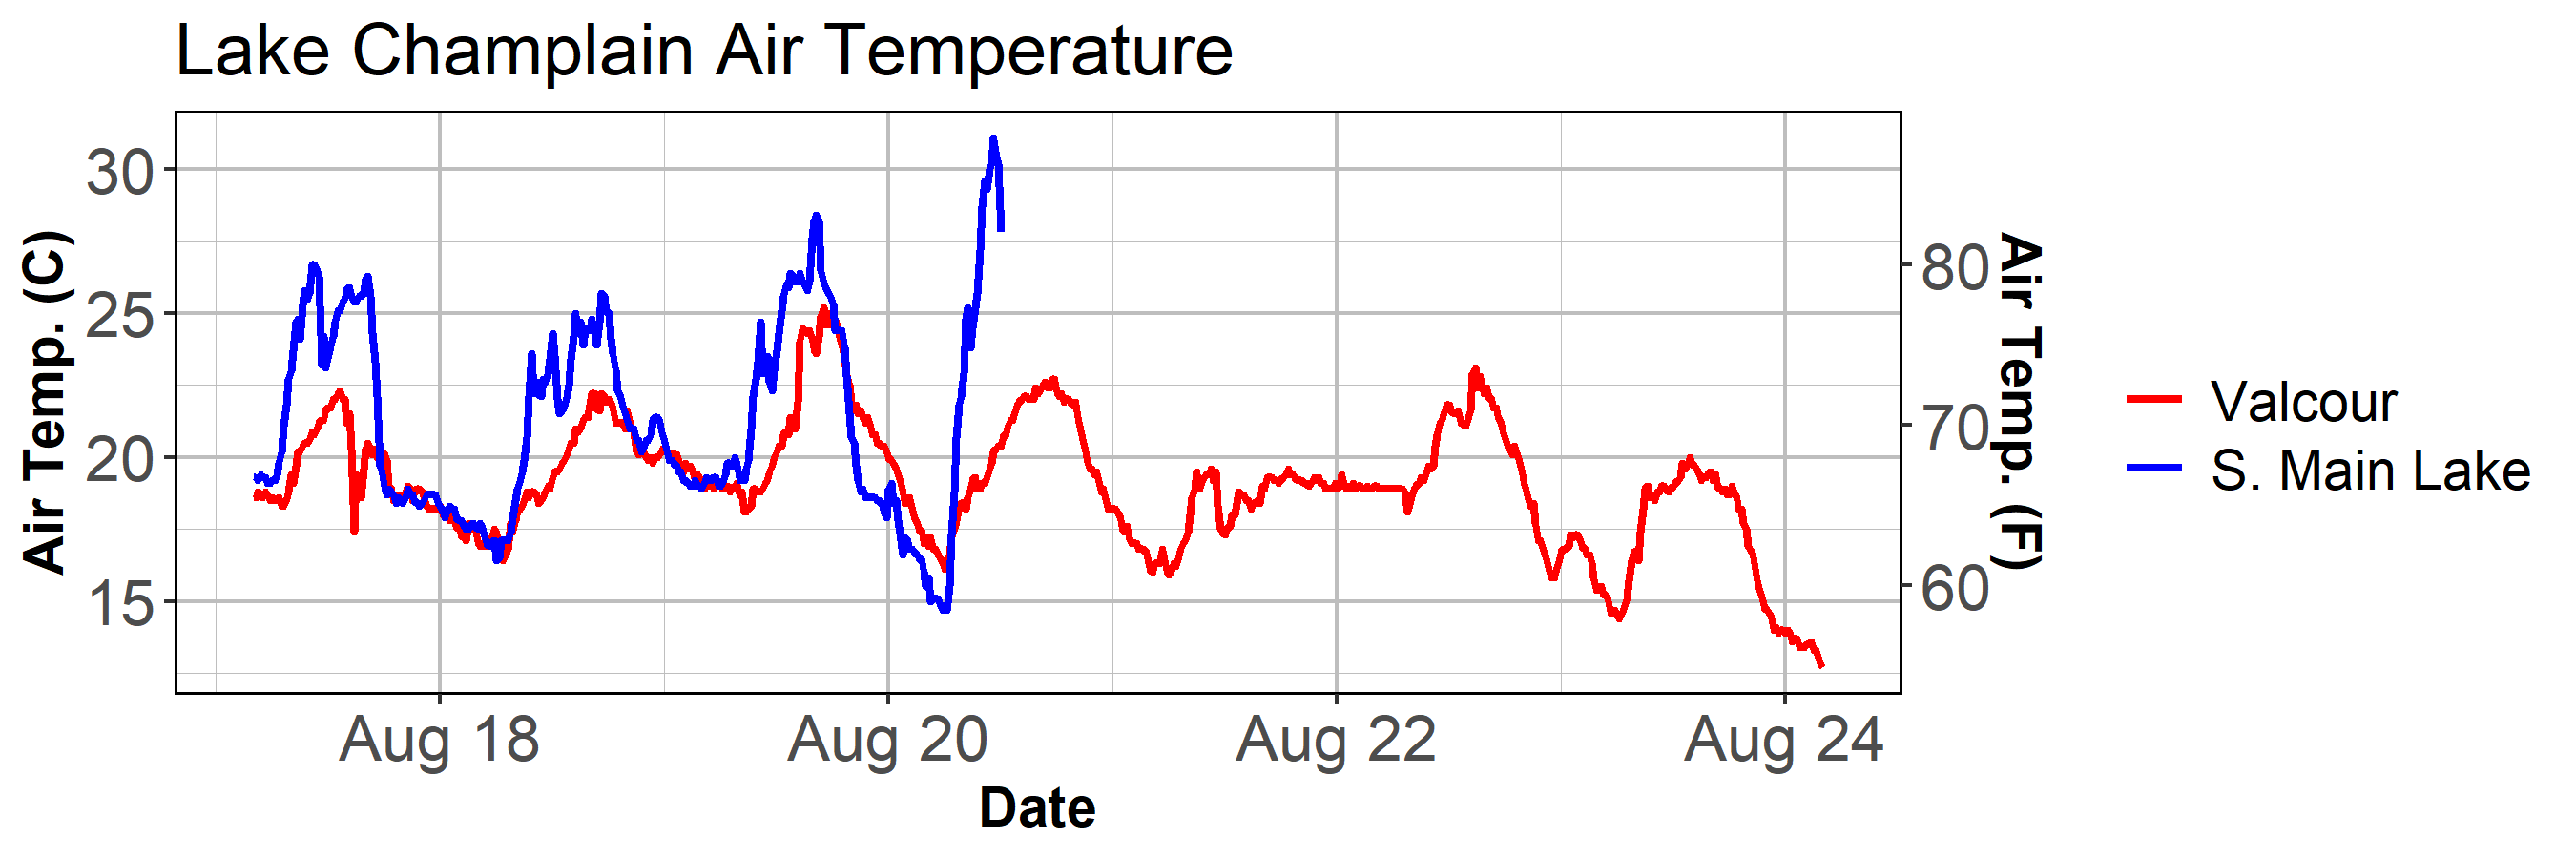 Lake Champlain Air Temperature
Air Temp. (C)
30
25
20
15
Air Temp. (F)
80
70
60
Aug 18
Aug 20
Aug 22
Aug 24
Date
Valcour
S. Main Lake